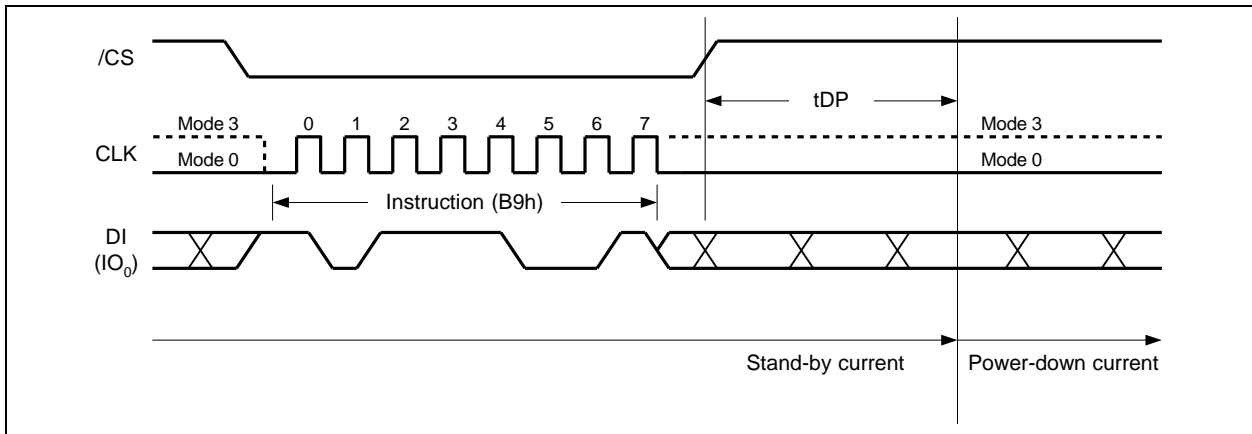 /CS
tDP
Mode 3
0 1 2 3 4 5 6 7
Mode 3
CLK
Mode 0
Mode 0
Instruction (B9h)
DI
(IO0)
Stand-by current
Power-down current